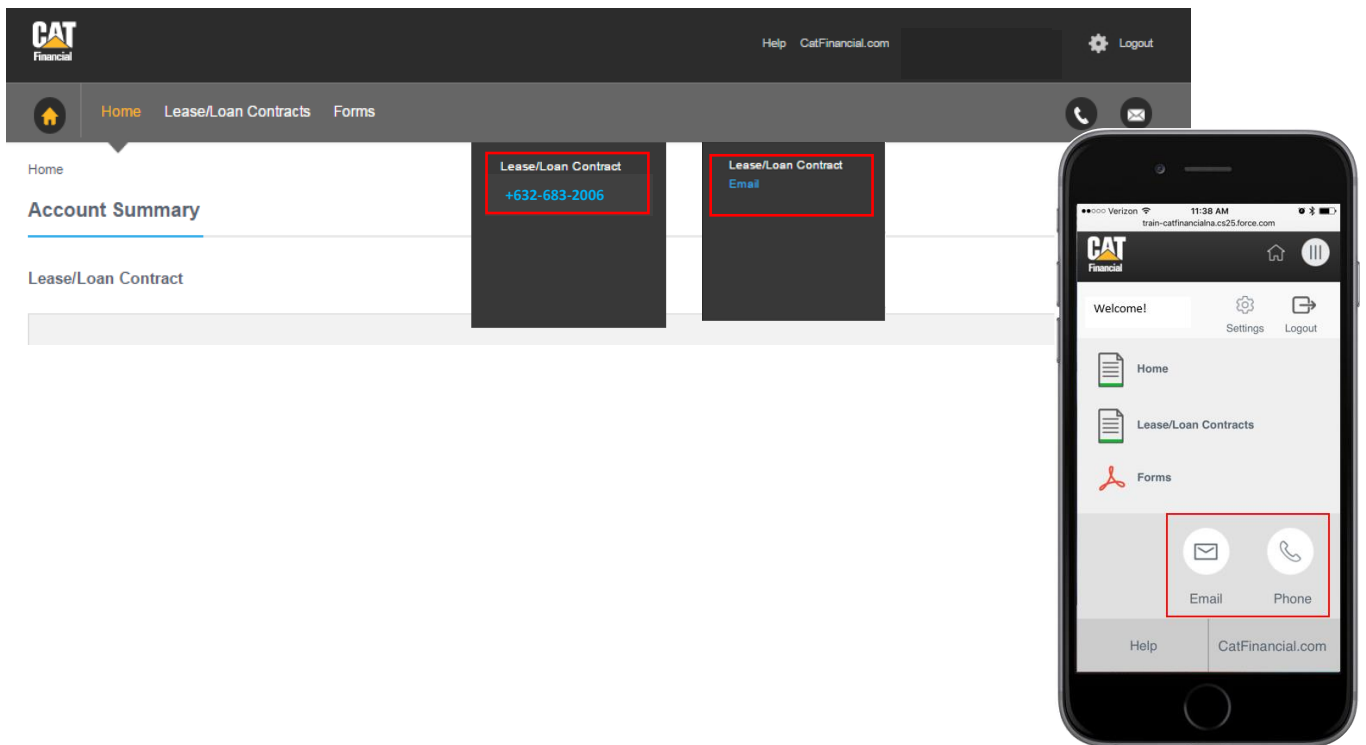 CAT
Financial
Help CatFinancial.com Logout
Home Lease/Loan Contracts Forms
Home
Account Summary
Lease/Loan Contract
Lease/Loan Contract
+632-683-2006
Lease/Loan Contract
Email
Verizon 11:38 AM
train-catfinancialna.cs25.force.com
CAT
Financial
Welcome!
Settings Logout
Home
Lease/Loan Contracts
Forms
Email Phone
Help CatFinancial.com